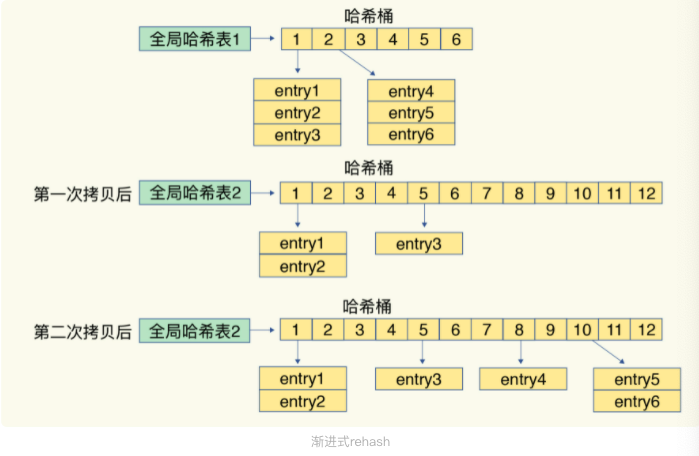 哈希桶
全局哈希表1 1 2 3 4 5 6
entry1 entry4
entry2 entry5
entry3 entry6
哈希桶
第一次拷贝后 全局哈希表2 1 2 3 4 5 6 7 8 9 10 11 12
entry1 entry3
entry2
哈希桶
第二次拷贝后 全局哈希表2 1 2 3 4 5 6 7 8 9 10 11 12
entry1 entry3 entry4 entry5
entry2 entry6
渐进式rehash